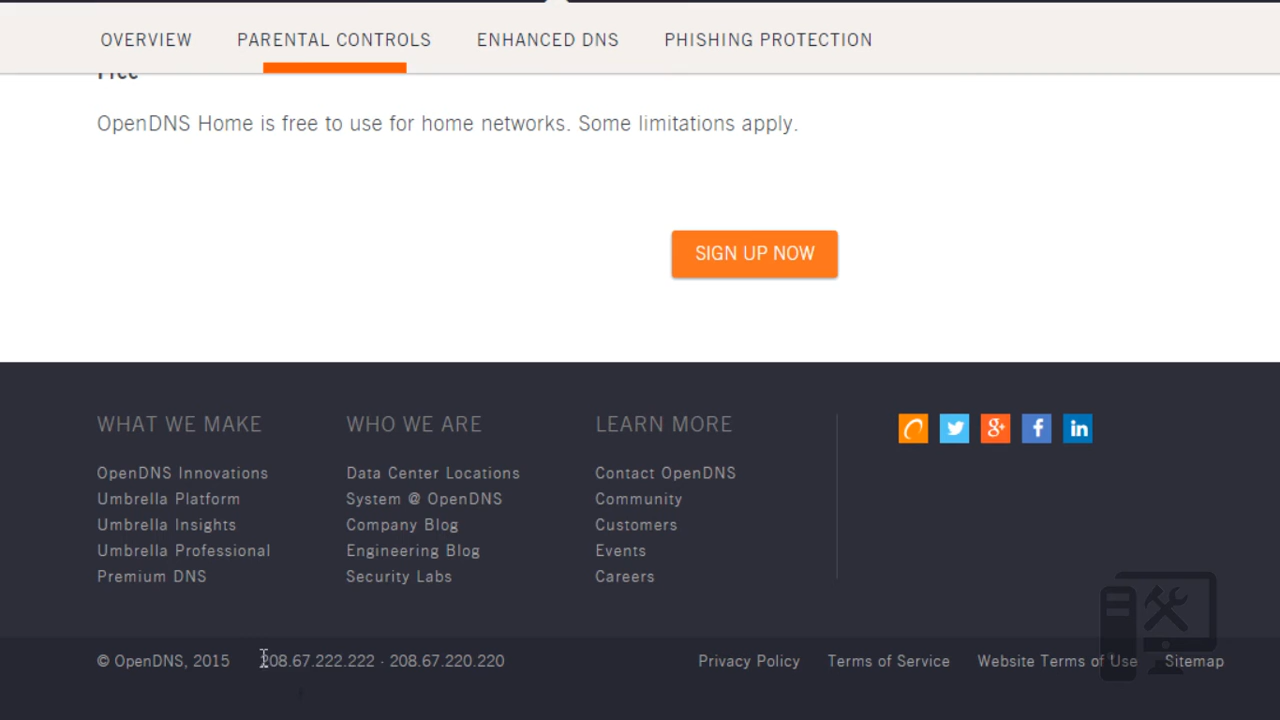 OVERVIEW PARENTAL CONTROLS ENHANCED DNS PHISHING PROTECTION
Free
OpenDNS Home is free to use for home networks. Some limitations apply.
SIGN UP NOW
WHAT WE MAKE
OpenDNS Innovations
Umbrella Platform
Umbrella Insights
Umbrella Professional
Premium DNS
WHO WE ARE
Data Center Locations
System @ OpenDNS
Company Blog
Engineering Blog
Security Labs
LEARN MORE
Contact OpenDNS
Community
Customers
Events
Careers
© OpenDNS, 2015 208.67.222.222 · 208.67.220.220 Privacy Policy Terms of Service Website Terms of Use Sitemap